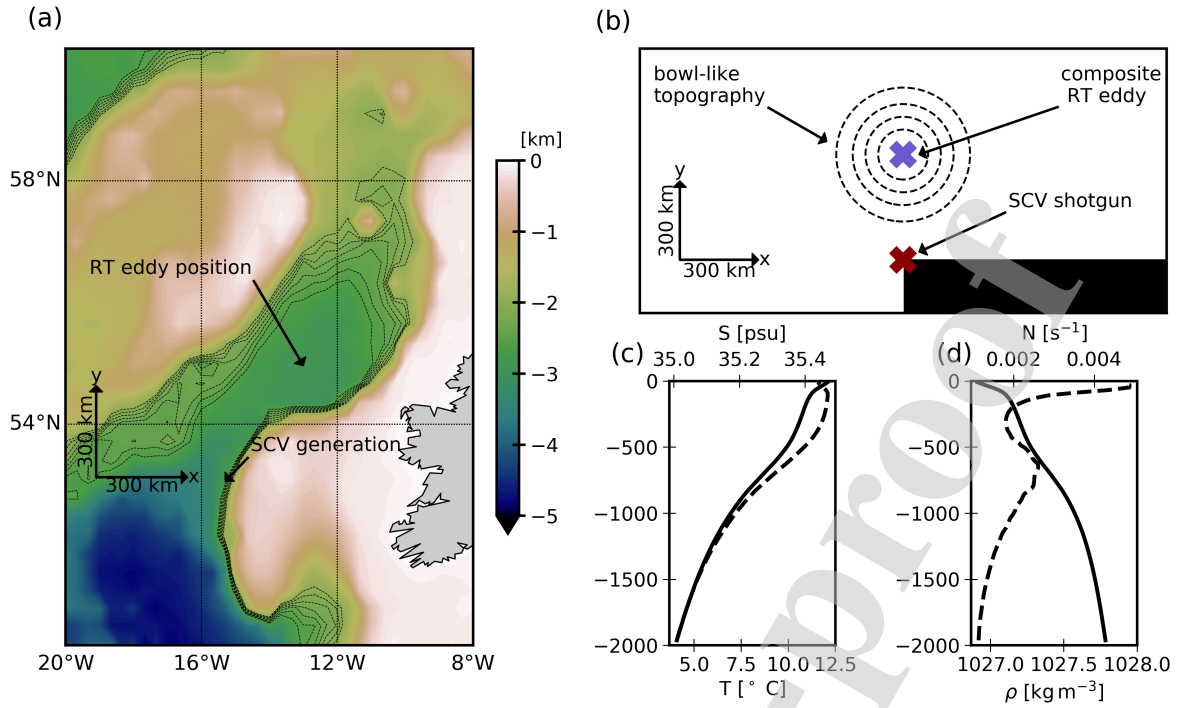 (a)
58°N
54°N
20°W
16°W
12°W
8°W
RT eddy position
SCV generation
y
300 km
x
300 km
[km]
0
−1
−2
−3
−4
−5
(b)
bowl-like
topography
composite
RT eddy
SCV shotgun
y
300 km
x
300 km
(c)
S [psu]
35.0 35.2 35.4
0
−500
−1000
−1500
−2000
5.0 7.5 10.0 12.5
T [° C]
(d)
N [s⁻¹]
0.002 0.004
0
−500
−1000
−1500
−2000
1027.0 1027.5 1028.0
ρ [kg m⁻³]
proof